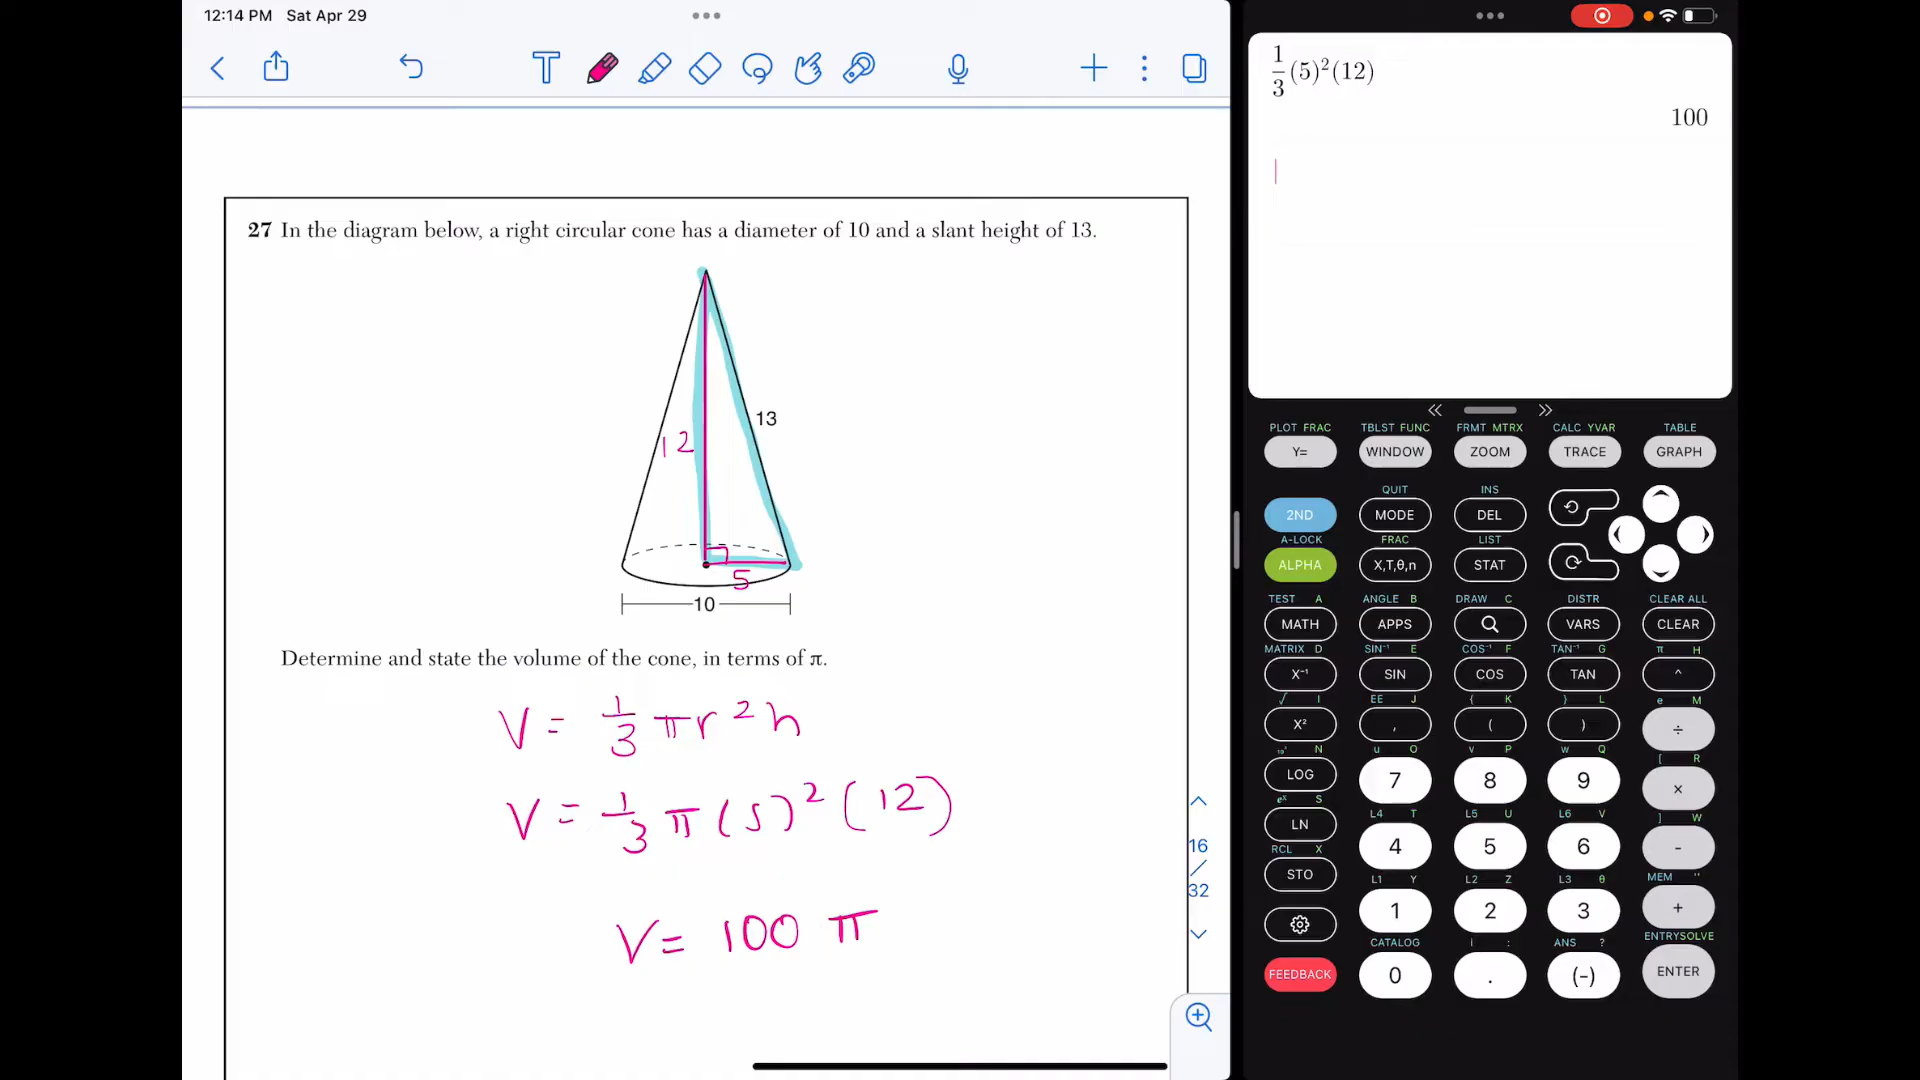 12:14 PM Sat Apr 29
T
27 In the diagram below, a right circular cone has a diameter of 10 and a slant height of 13.
13
12
5
10
Determine and state the volume of the cone, in terms of π.
V = 1/3 πr²h
V = 1/3 π(5)²(12)
V = 100 π
16
/
32
1/3(5)²(12)
100
PLOT FRAC TBLST FUNC FRMT MTRX CALC YVAR TABLE
Y= WINDOW ZOOM TRACE GRAPH
QUIT INS
2ND MODE DEL
A-LOCK FRAC LIST
ALPHA X,T,θ,n STAT
TEST A ANGLE B DRAW C DISTR CLEAR ALL
MATH APPS VARS CLEAR
MATRIX D SIN⁻¹ E COS⁻¹ F TAN⁻¹ G π H
X⁻¹ SIN COS TAN ^
√ I EE J { K } L e M
X² , ( ) ÷
10ˣ N u O v P w Q [ R
LOG 7 8 9 ×
eˣ S L4 T L5 U L6 V ] W
LN 4 5 6 -
RCL X L1 Y L2 Z L3 θ MEM "
STO 1 2 3 +
CATALOG i : ANS ? ENTRY SOLVE
FEEDBACK 0 . (-) ENTER